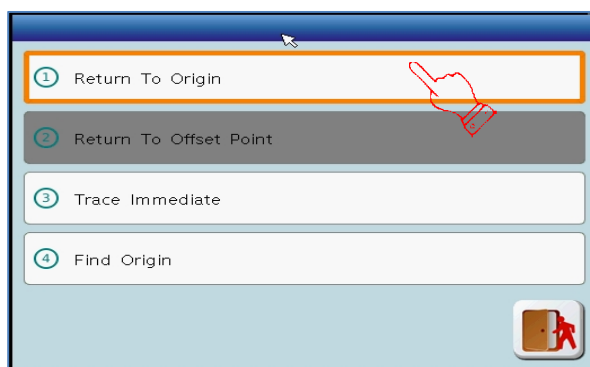 1 Return To Origin
2 Return To Offset Point
3 Trace Immediate
4 Find Origin